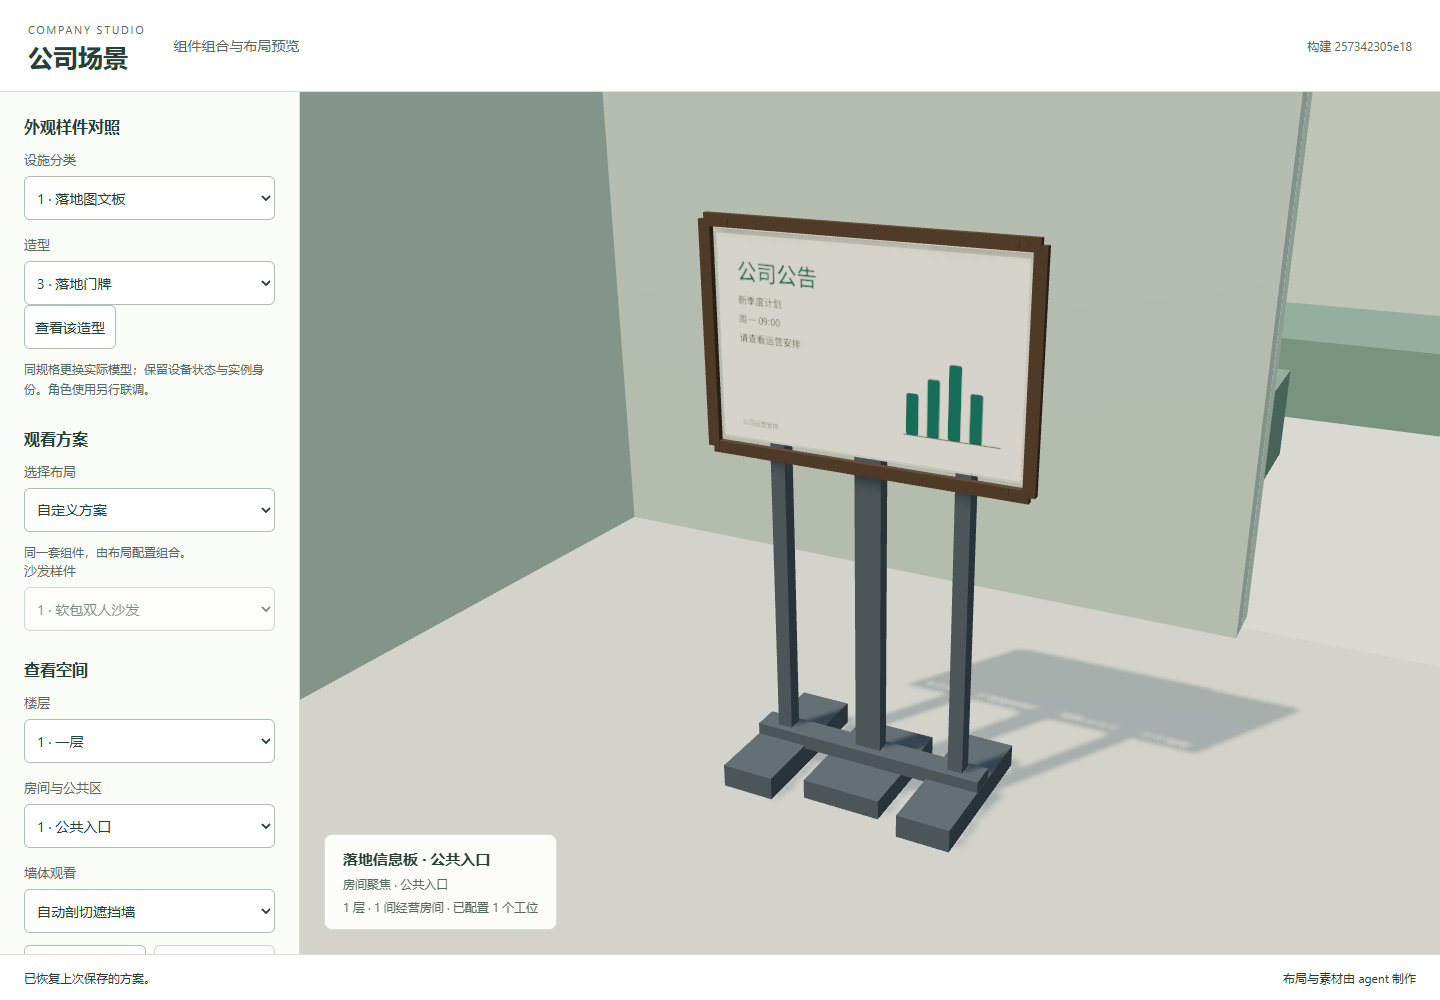 COMPANY STUDIO
公司场景
组件组合与布局预览
构建 257342305e18
外观样件对照
设施分类
1 · 落地图文板
造型
3 · 落地门牌
查看该造型
同规格更换实际模型；保留设备状态与实例身
份。角色使用另行联调。
观看方案
选择布局
自定义方案
同一套组件，由布局配置组合。
沙发样件
1 · 软包双人沙发
查看空间
楼层
1 · 一层
房间与公共区
1 · 公共入口
墙体观看
自动剖切遮挡墙
公司公告
新季度计划
周一 09:00
请查看运营安排
公司运营管理
落地信息板 · 公共入口
房间聚焦 · 公共入口
1 层 · 1 间经营房间 · 已配置 1 个工位
已恢复上次保存的方案。
布局与素材由 agent 制作